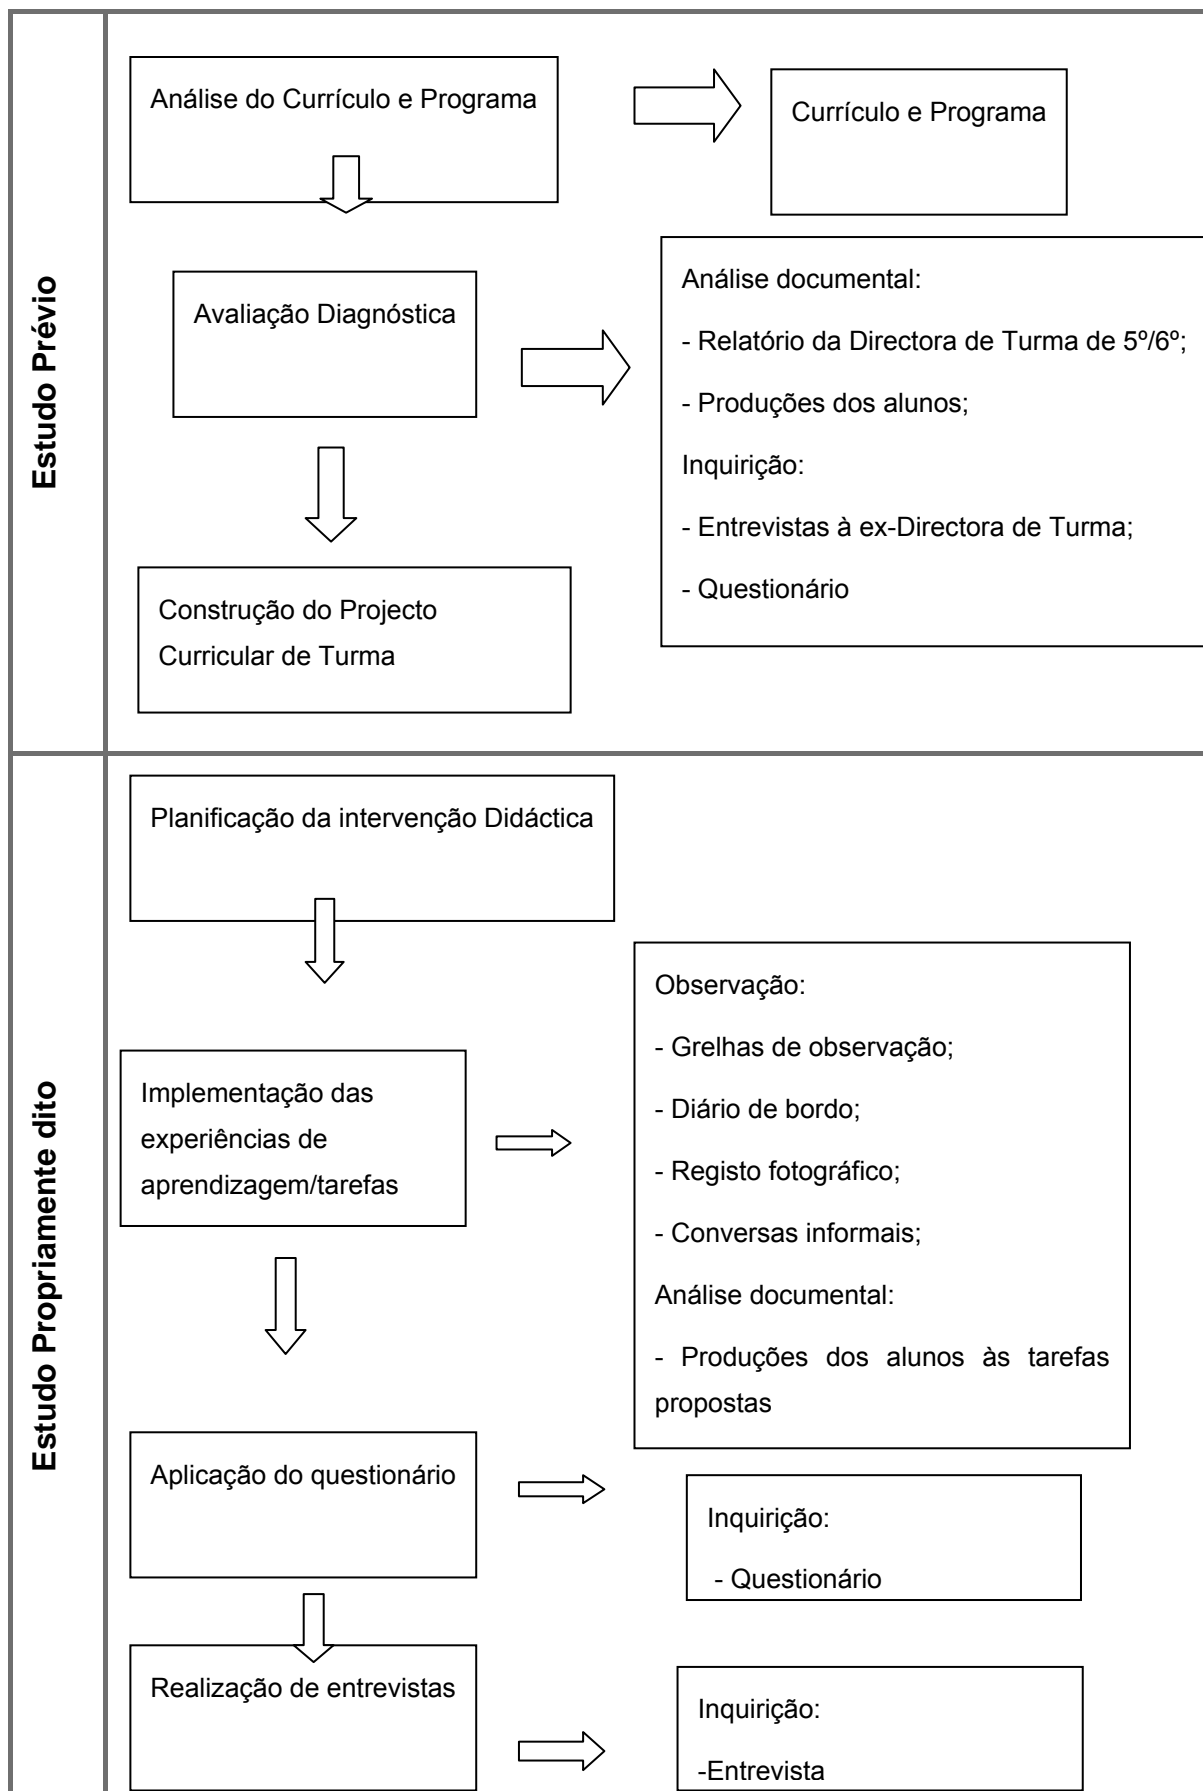 Estudo Prévio
Análise do Currículo e Programa
Currículo e Programa
Avaliação Diagnóstica
Análise documental:
- Relatório da Directora de Turma de 5º/6º;
- Produções dos alunos;
Inquirição:
- Entrevistas à ex-Directora de Turma;
- Questionário
Construção do Projecto
Curricular de Turma
Estudo Propriamente dito
Planificação da intervenção Didáctica
Implementação das
experiências de
aprendizagem/tarefas
Observação:
- Grelhas de observação;
- Diário de bordo;
- Registo fotográfico;
- Conversas informais;
Análise documental:
- Produções dos alunos às tarefas
propostas
Aplicação do questionário
Inquirição:
- Questionário
Realização de entrevistas
Inquirição:
-Entrevista